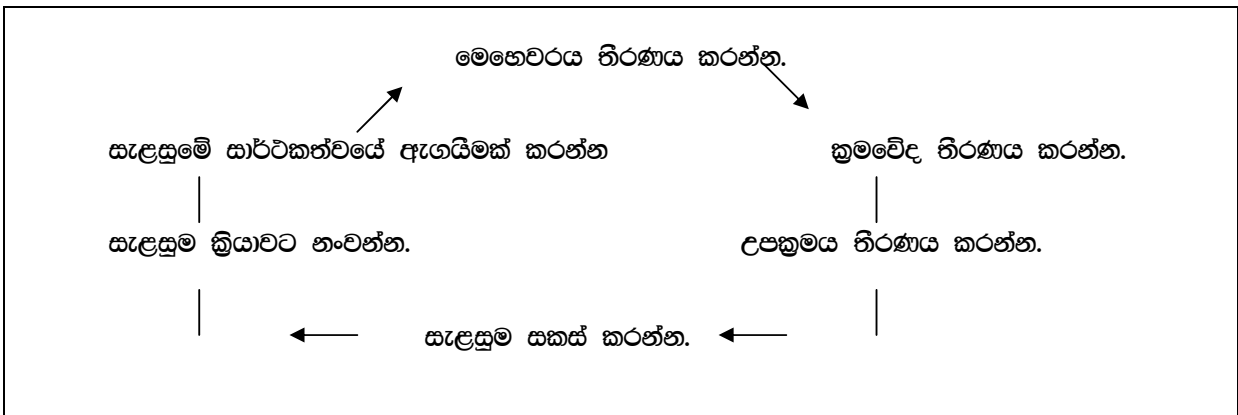 මෙහෙවරය තීරණය කරන්න.
සැළසුමේ සාර්ථකත්වයේ ඇගයීමක් කරන්න ක්‍රමවේද තීරණය කරන්න.
සැළසුම ක්‍රියාවට නංවන්න. උපක්‍රමය තීරණය කරන්න.
සැළසුම සකස් කරන්න.